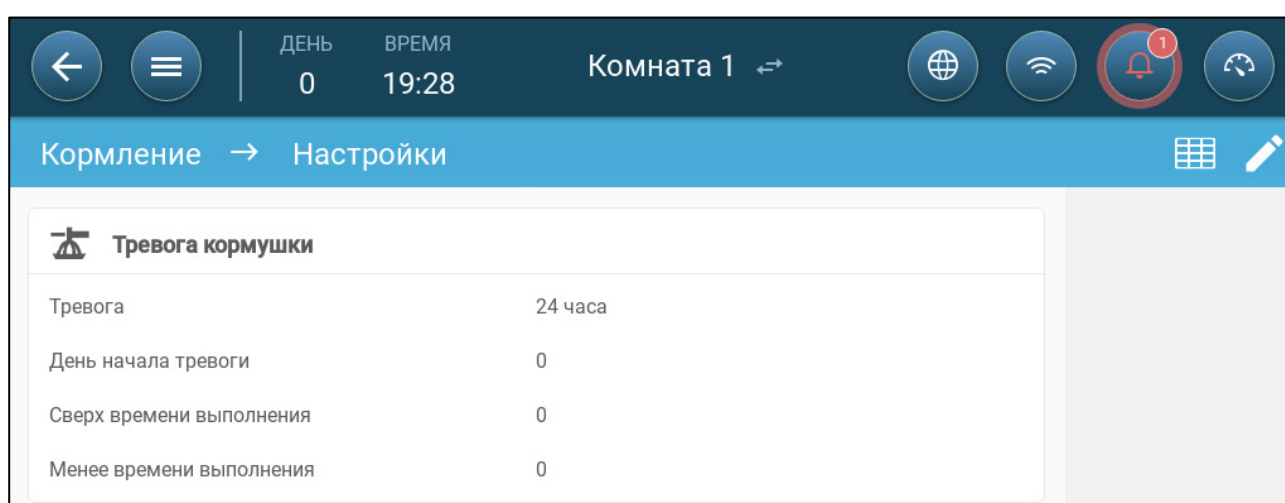 ДЕНЬ ВРЕМЯ
0 19:28 Комната 1 1
Кормление → Настройки
Тревога кормушки
Тревога 24 часа
День начала тревоги 0
Сверх времени выполнения 0
Менее времени выполнения 0